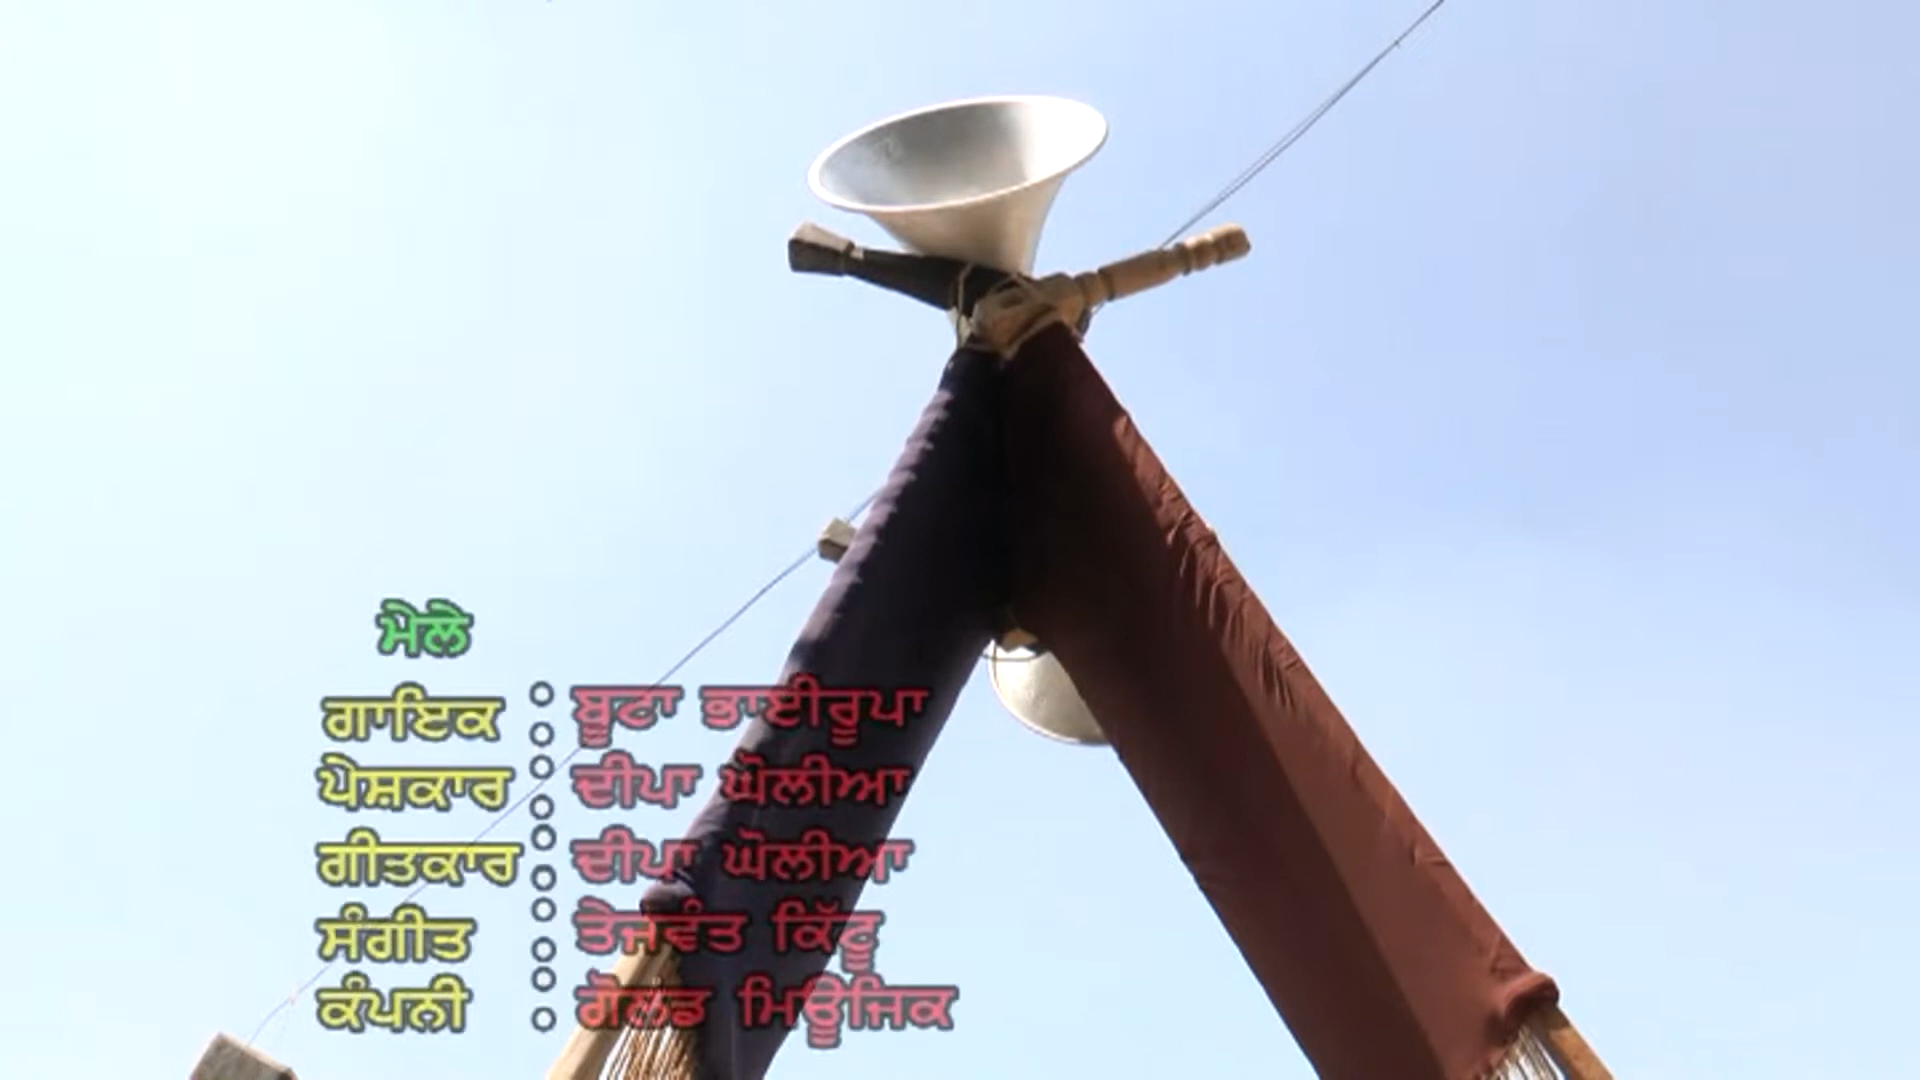 ਮੇਲੇ
ਗਾਇਕ : ਬੂਟਾ ਭਾਈਰੂਪਾ
ਪੇਸ਼ਕਾਰ : ਦੀਪਾ ਘੋਲੀਆ
ਗੀਤਕਾਰ : ਦੀਪਾ ਘੋਲੀਆ
ਸੰਗੀਤ : ਤੇਜਵੰਤ ਕਿੱਟੂ
ਕੰਪਨੀ : ਗੋਲਡ ਮਿਊਜਿਕ